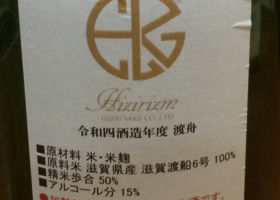 Hizirizm
FUJII SAKE CO.,LTD
令和四酒造年度 渡舟
■原材料 米・米麹
■原料米 滋賀県産 滋賀渡船6号 100%
■精米歩合 50%
■アルコール分 15%